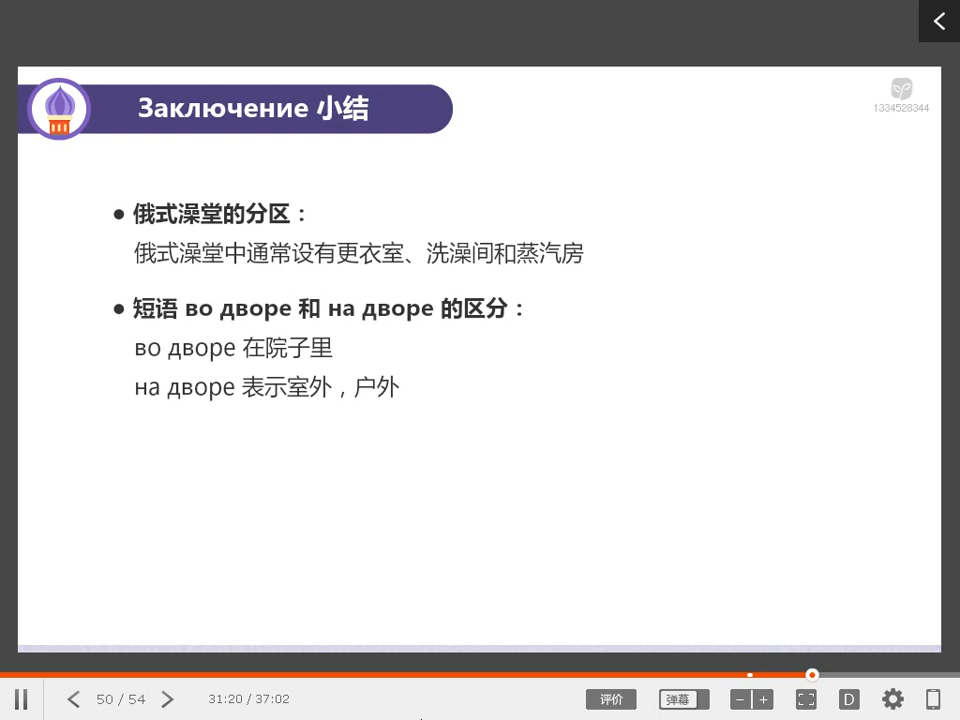 Заключение 小结
1334528344
● 俄式澡堂的分区：
俄式澡堂中通常设有更衣室、洗澡间和蒸汽房
● 短语 во дворе 和 на дворе 的区分：
во дворе 在院子里
на дворе 表示室外，户外
50 / 54 31:20 / 37:02 评价 弹幕 D